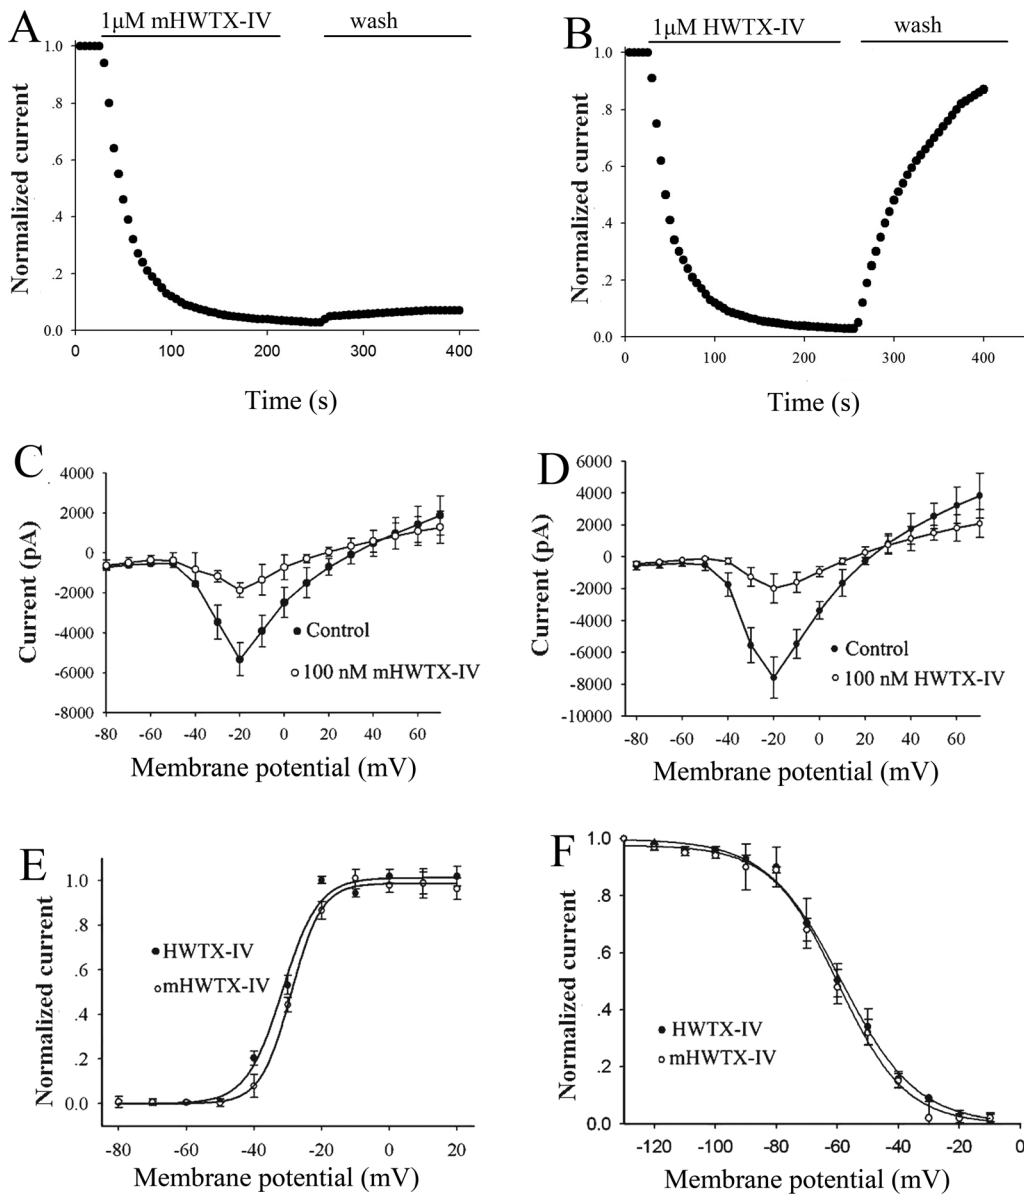 A
1μM mHWTX-IV
wash
1.0
.8
.6
.4
.2
0.0
Normalized current
0 100 200 300 400
Time (s)
B
1μM HWTX-IV
wash
1.0
.8
.6
.4
.2
0.0
Normalized current
0 100 200 300 400
Time (s)
C
4000
2000
0
-2000
-4000
-6000
-8000
Current (pA)
Control
100 nM mHWTX-IV
-80 -60 -40 -20 0 20 40 60
Membrane potential (mV)
D
6000
4000
2000
0
-2000
-4000
-6000
-8000
-10000
Current (pA)
Control
100 nM HWTX-IV
-80 -60 -40 -20 0 20 40 60
Membrane potential (mV)
E
1.0
.8
.6
.4
.2
0.0
Normalized current
HWTX-IV
mHWTX-IV
-80 -60 -40 -20 0 20
Membrane potential (mV)
F
1.0
.8
.6
.4
.2
0.0
Normalized current
HWTX-IV
mHWTX-IV
-120 -100 -80 -60 -40 -20 0
Membrane potential (mV)